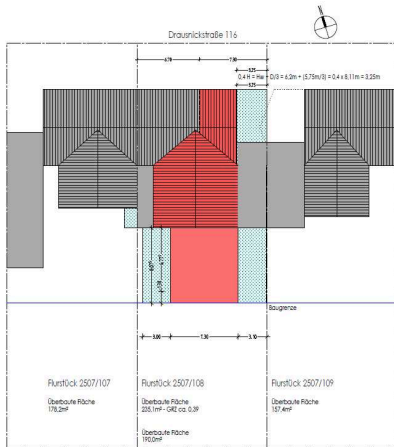 Drausnickstraße 116
6.78
7.80
3.25
0.4 H = Hw + D/3 = 6,2m + (5,75m/3) = 0,4 x 8,11m = 3,25m
3.25
3.00
7.30
3.10
Baugrenze
Flurstück 2507/107
Überbaute Fläche
178,2m²
Flurstück 2507/108
Überbaute Fläche
235,1m² - GRZ ca. 0,39
Überbaute Fläche
190,0m²
Flurstück 2507/109
Überbaute Fläche
157,4m²